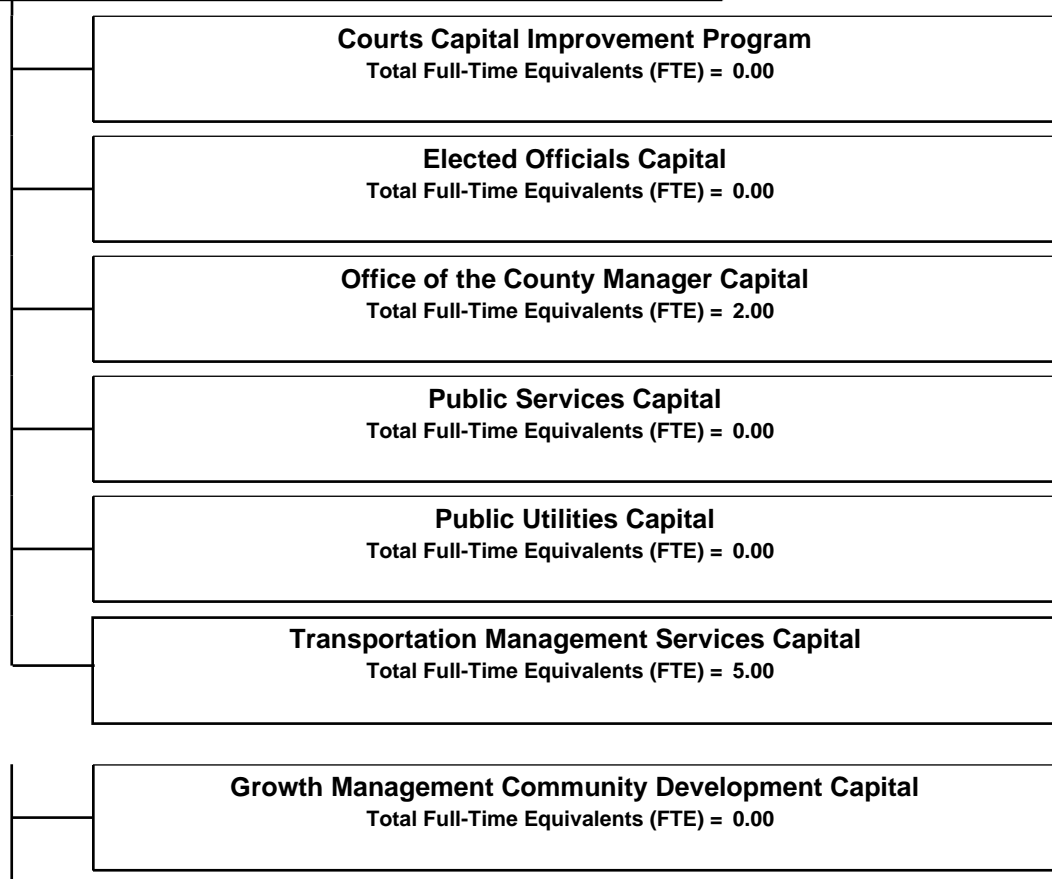 Courts Capital Improvement Program
Total Full-Time Equivalents (FTE) = 0.00
Elected Officials Capital
Total Full-Time Equivalents (FTE) = 0.00
Office of the County Manager Capital
Total Full-Time Equivalents (FTE) = 2.00
Public Services Capital
Total Full-Time Equivalents (FTE) = 0.00
Public Utilities Capital
Total Full-Time Equivalents (FTE) = 0.00
Transportation Management Services Capital
Total Full-Time Equivalents (FTE) = 5.00
Growth Management Community Development Capital
Total Full-Time Equivalents (FTE) = 0.00